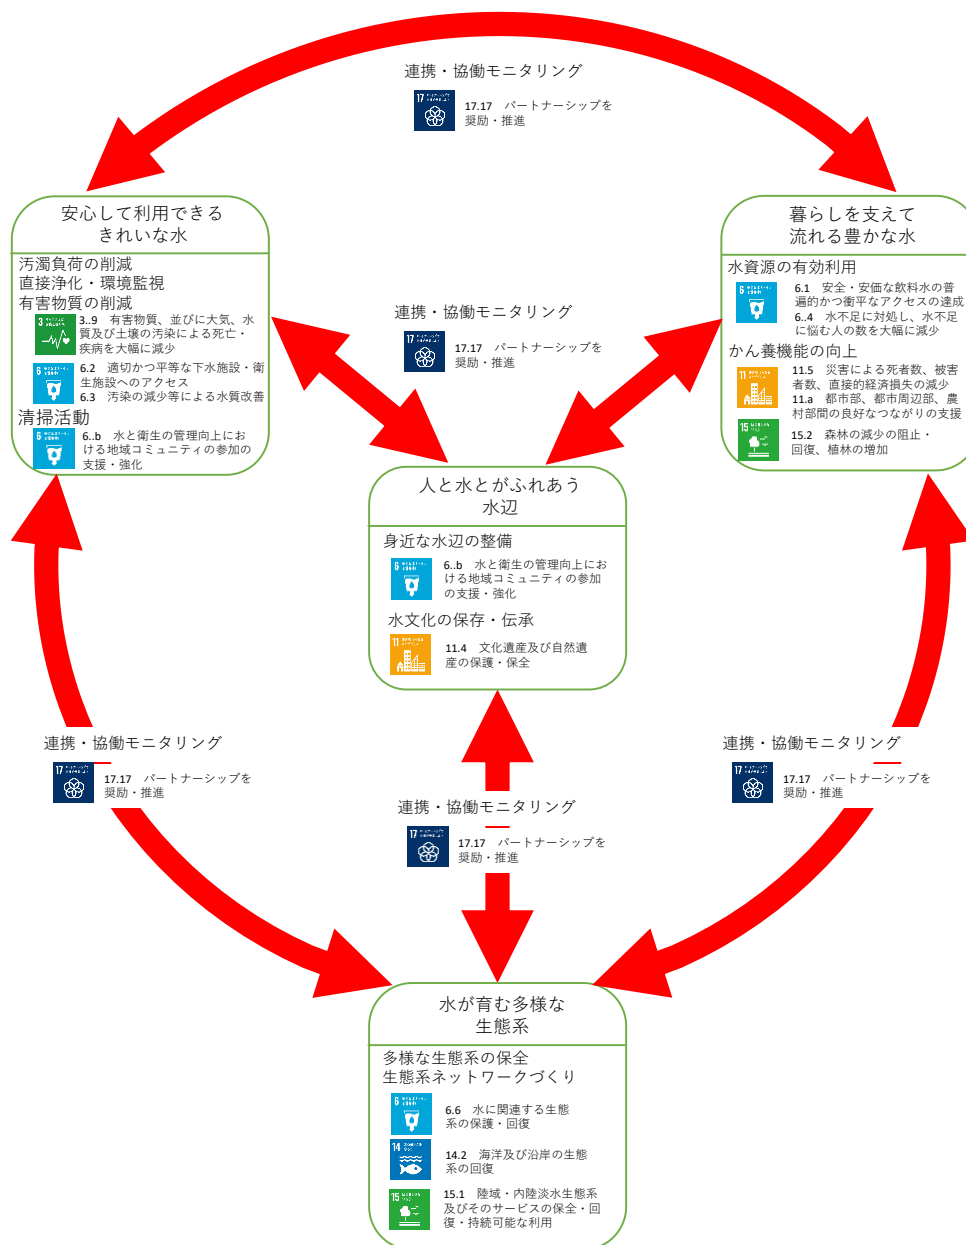 連携・協働モニタリング
17
17.17　パートナーシップを
奨励・推進
安心して利用できる
きれいな水
汚濁負荷の削減
直接浄化・環境監視
有害物質の削減
3
3..9　有害物質、並びに大気、水
質及び土壌の汚染による死亡・
疾病を大幅に減少
6
6.2　適切かつ平等な下水施設・衛
生施設へのアクセス
6.3　汚染の減少等による水質改善
清掃活動
6
6..b　水と衛生の管理向上にお
ける地域コミュニティの参加の
支援・強化
連携・協働モニタリング
17
17.17　パートナーシップを
奨励・推進
暮らしを支えて
流れる豊かな水
水資源の有効利用
6
6.1　安全・安価な飲料水の普
遍的かつ衡平なアクセスの達成
6..4　水不足に対処し、水不足
に悩む人の数を大幅に減少
かん養機能の向上
11
11.5　災害による死者数、被害
者数、直接的経済損失の減少
11.a　都市部、都市周辺部、農
村部間の良好なつながりの支援
15
15.2　森林の減少の阻止・
回復、植林の増加
人と水とがふれあう
水辺
身近な水辺の整備
6
6..b　水と衛生の管理向上にお
ける地域コミュニティの参加
の支援・強化
水文化の保存・伝承
11
11.4　文化遺産及び自然遺
産の保護・保全
連携・協働モニタリング
17
17.17　パートナーシップを
奨励・推進
連携・協働モニタリング
17
17.17　パートナーシップを
奨励・推進
連携・協働モニタリング
17
17.17　パートナーシップを
奨励・推進
水が育む多様な
生態系
多様な生態系の保全
生態系ネットワークづくり
6
6.6　水に関連する生態
系の保護・回復
14
14.2　海洋及び沿岸の生態
系の回復
15
15.1　陸域・内陸淡水生態系
及びそのサービスの保全・回
復・持続可能な利用